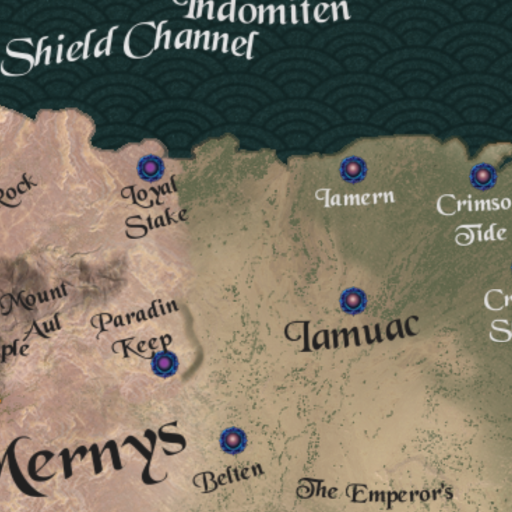 Indomiten
Shield Channel
Rock
Loyal
Stake
Iamern
Crimso
Tide
Mount
Aul
ple
Paradin
Keep
Cr
S
Iamuac
Mernys
Belten
The Emperor's